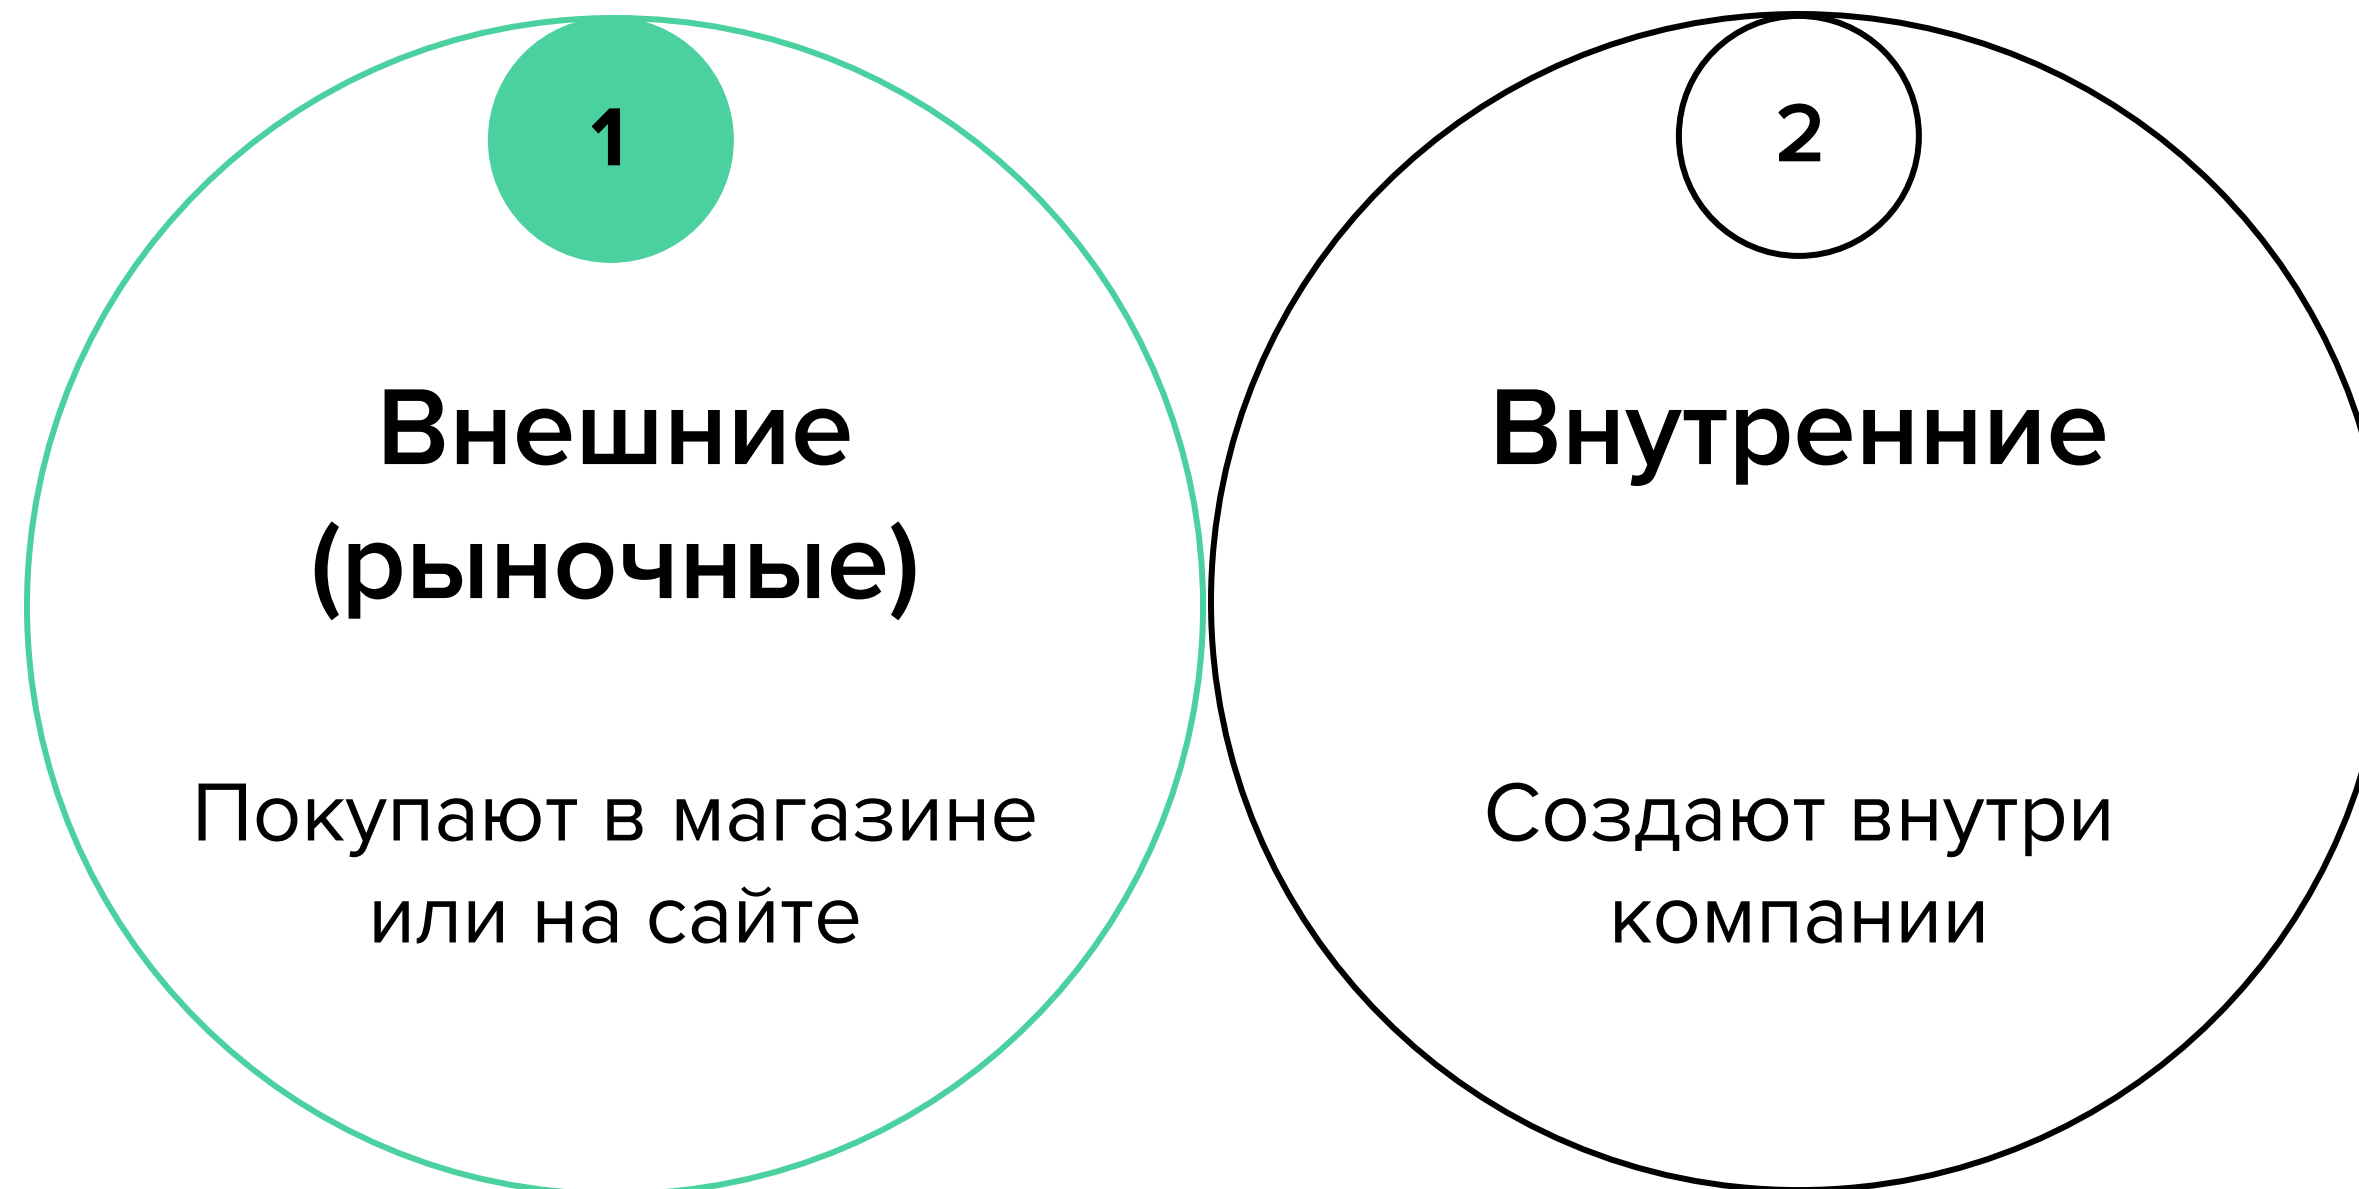 1
Внешние
(рыночные)
Покупают в магазине
или на сайте
2
Внутренние
Создают внутри
компании